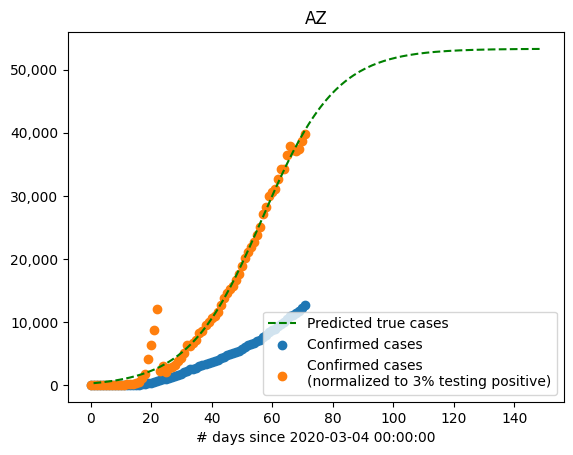 AZ
50,000
40,000
30,000
20,000
10,000
0
Predicted true cases
Confirmed cases
Confirmed cases
(normalized to 3% testing positive)
0 20 40 60 80 100 120 140
# days since 2020-03-04 00:00:00